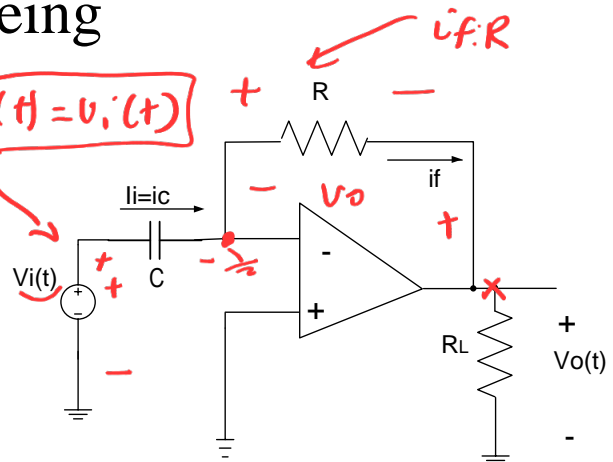 eing
if·R
(t) = vi(t)
+ R −
Ii=ic
− vo
if
+
-
Vi(t)
+
−
+
+
-
C
−
+
RL
+
Vo(t)
-